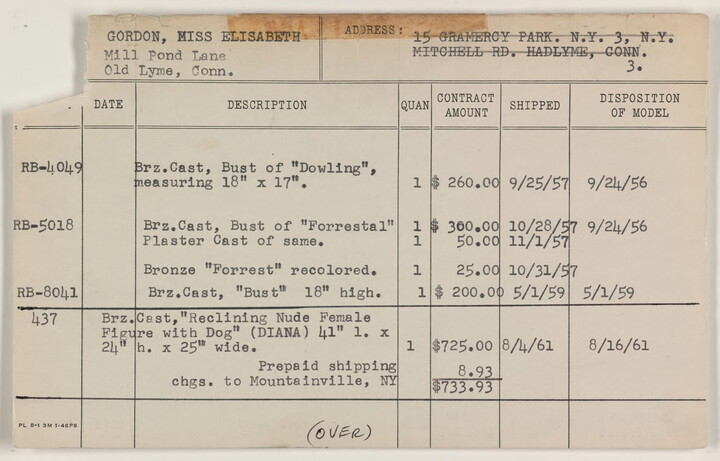 GORDON, MISS ELISABETH
Mill Pond Lane
Old Lyme, Conn.
ADDRESS: 15 GRAMERCY PARK. N.Y. 3, N.Y.
MITCHELL RD. HADLYME, CONN.
3.
DATE DESCRIPTION QUAN CONTRACT AMOUNT SHIPPED DISPOSITION OF MODEL
RB-4049 Brz.Cast, Bust of "Dowling",
measuring 18" x 17". 1 $ 260.00 9/25/57 9/24/56
RB-5018 Brz.Cast, Bust of "Forrestal" 1 $ 300.00 10/28/57 9/24/56
Plaster Cast of same. 1 50.00 11/1/57
Bronze "Forrest" recolored. 1 25.00 10/31/57
RB-8041 Brz.Cast, "Bust" 18" high. 1 $ 200.00 5/1/59 5/1/59
437 Brz.Cast,"Reclining Nude Female
Figure with Dog" (DIANA) 41" l. x
24" h. x 25" wide. 1 $725.00 8/4/61 8/16/61
Prepaid shipping 8.93
chgs. to Mountainville, NY $733.93
(OVER)